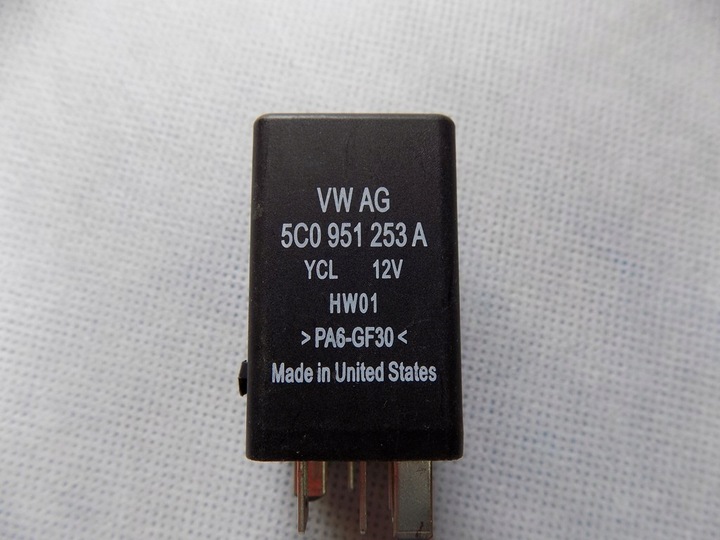 VW AG
5C0 951 253 A
YCL 12V
HW01
>PA6-GF30<
Made in United States